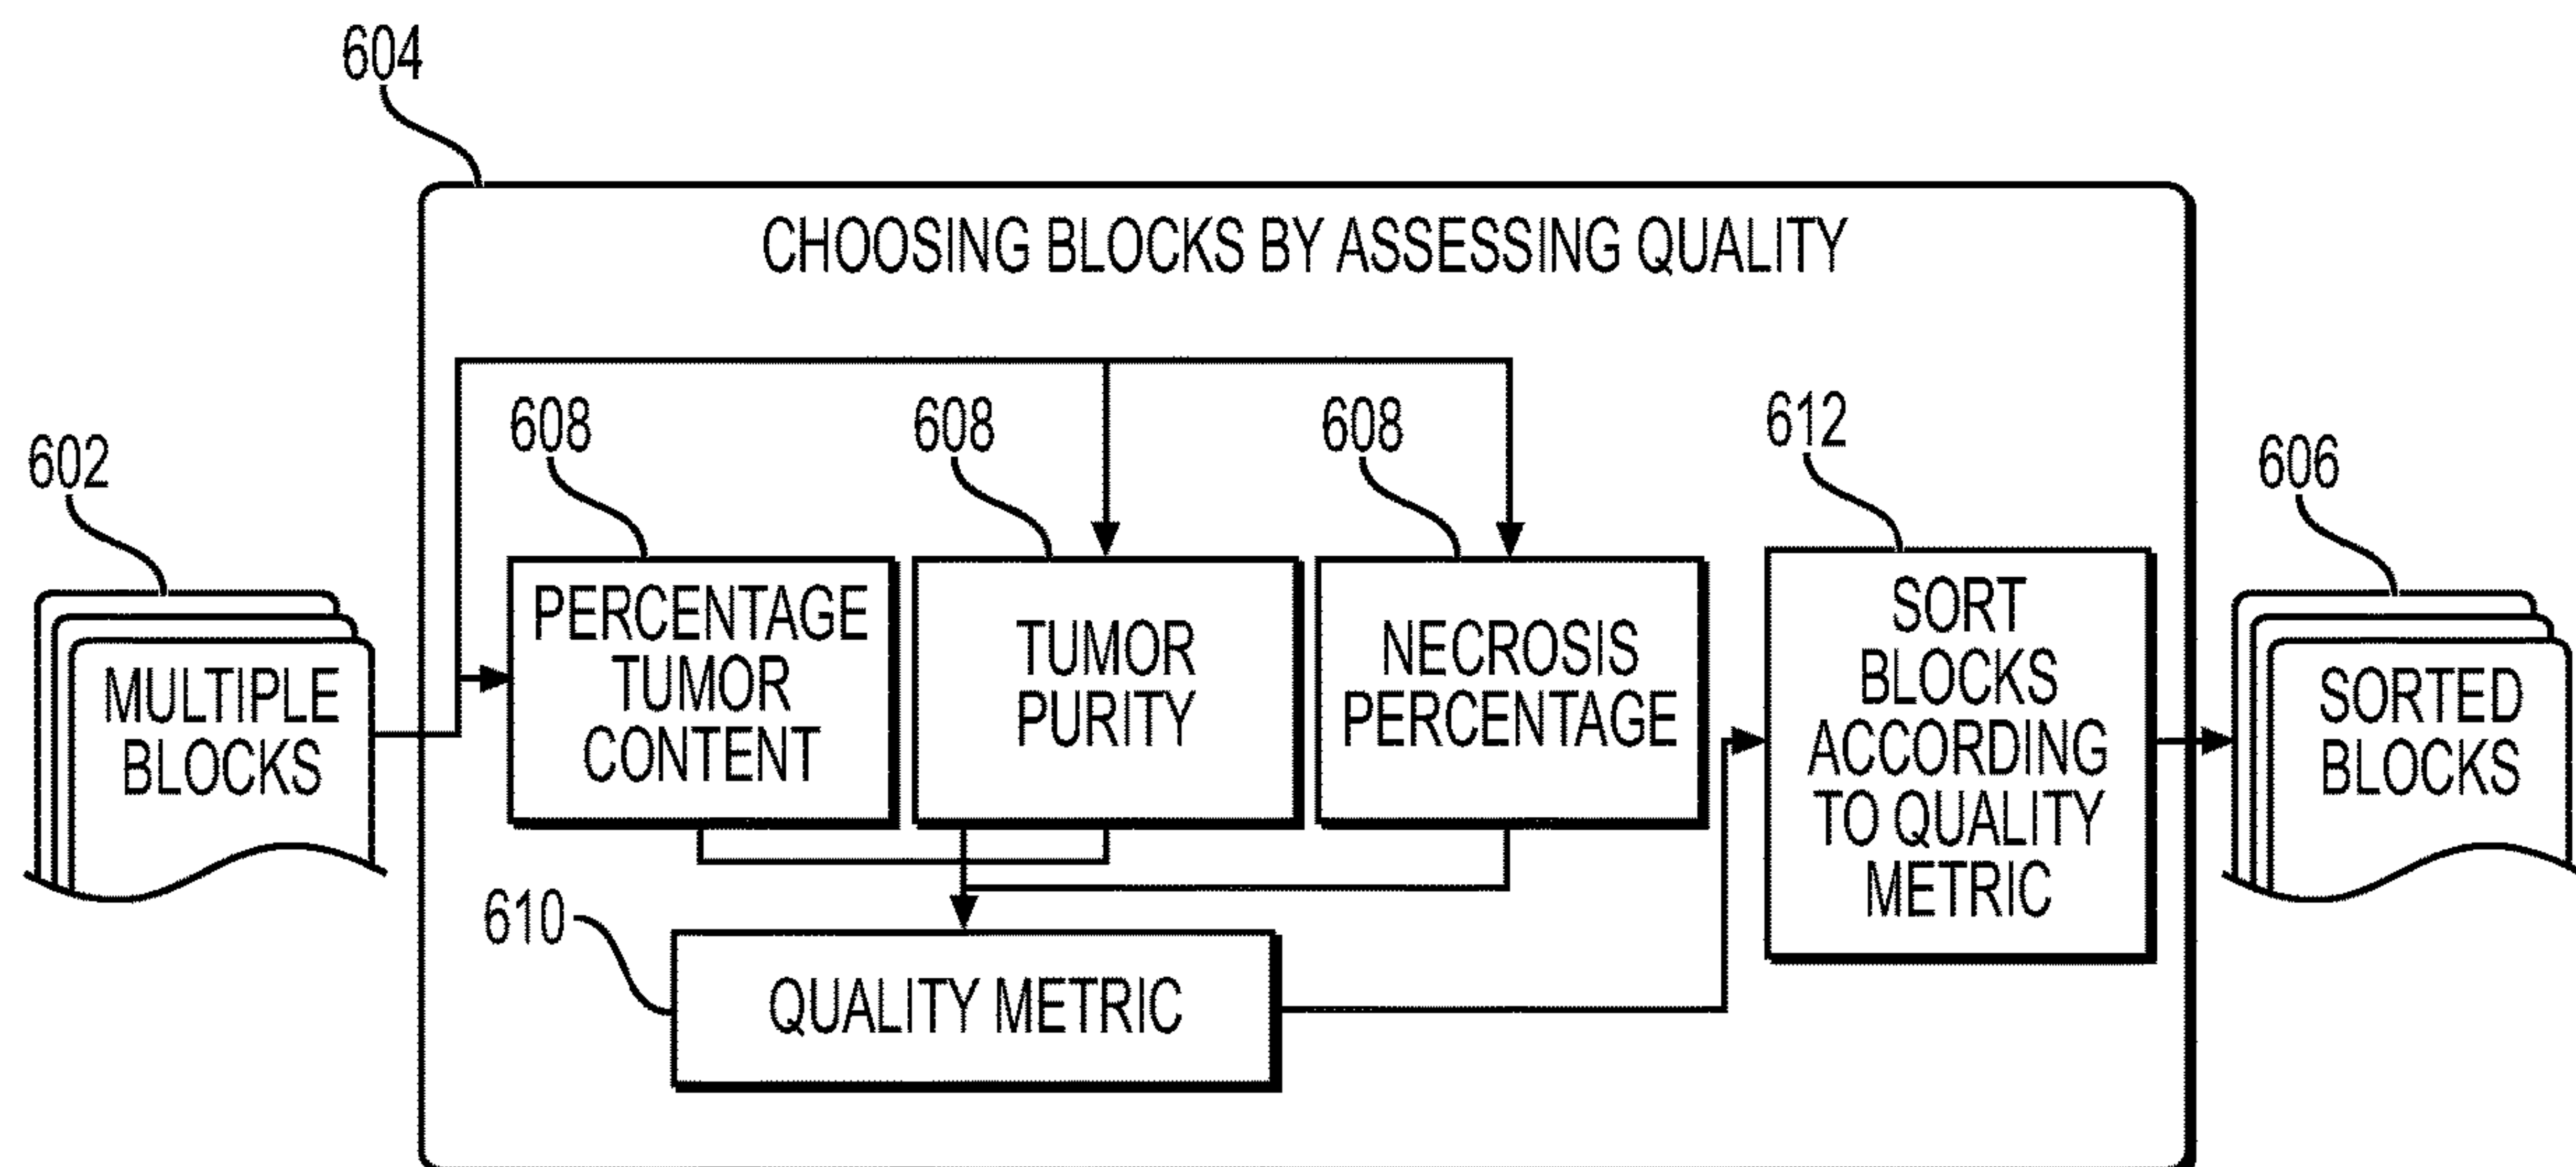 604
CHOOSING BLOCKS BY ASSESSING QUALITY
602
608
608
608
612
606
MULTIPLE
BLOCKS
PERCENTAGE
TUMOR
CONTENT
TUMOR
PURITY
NECROSIS
PERCENTAGE
SORT
BLOCKS
ACCORDING
TO QUALITY
METRIC
SORTED
BLOCKS
610
QUALITY METRIC